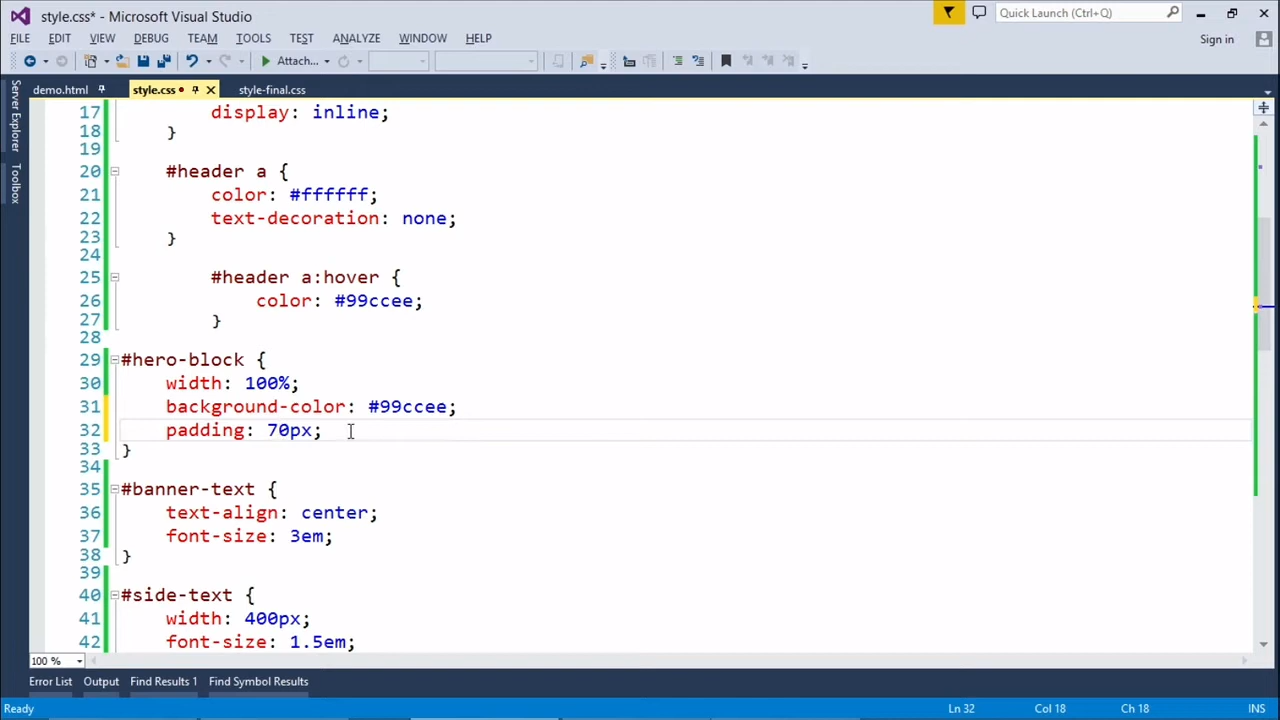 style.css* - Microsoft Visual Studio
Quick Launch (Ctrl+Q)
FILE EDIT VIEW DEBUG TEAM TOOLS TEST ANALYZE WINDOW HELP
Sign in
Attach...
demo.html style.css style-final.css
Server Explorer
Toolbox
17 display: inline;
18 }
19
20 #header a {
21 color: #ffffff;
22 text-decoration: none;
23 }
24
25 #header a:hover {
26 color: #99ccee;
27 }
28
29 #hero-block {
30 width: 100%;
31 background-color: #99ccee;
32 padding: 70px;
33 }
34
35 #banner-text {
36 text-align: center;
37 font-size: 3em;
38 }
39
40 #side-text {
41 width: 400px;
42 font-size: 1.5em;
100 %
Error List Output Find Results 1 Find Symbol Results
Ready Ln 32 Col 18 Ch 18 INS